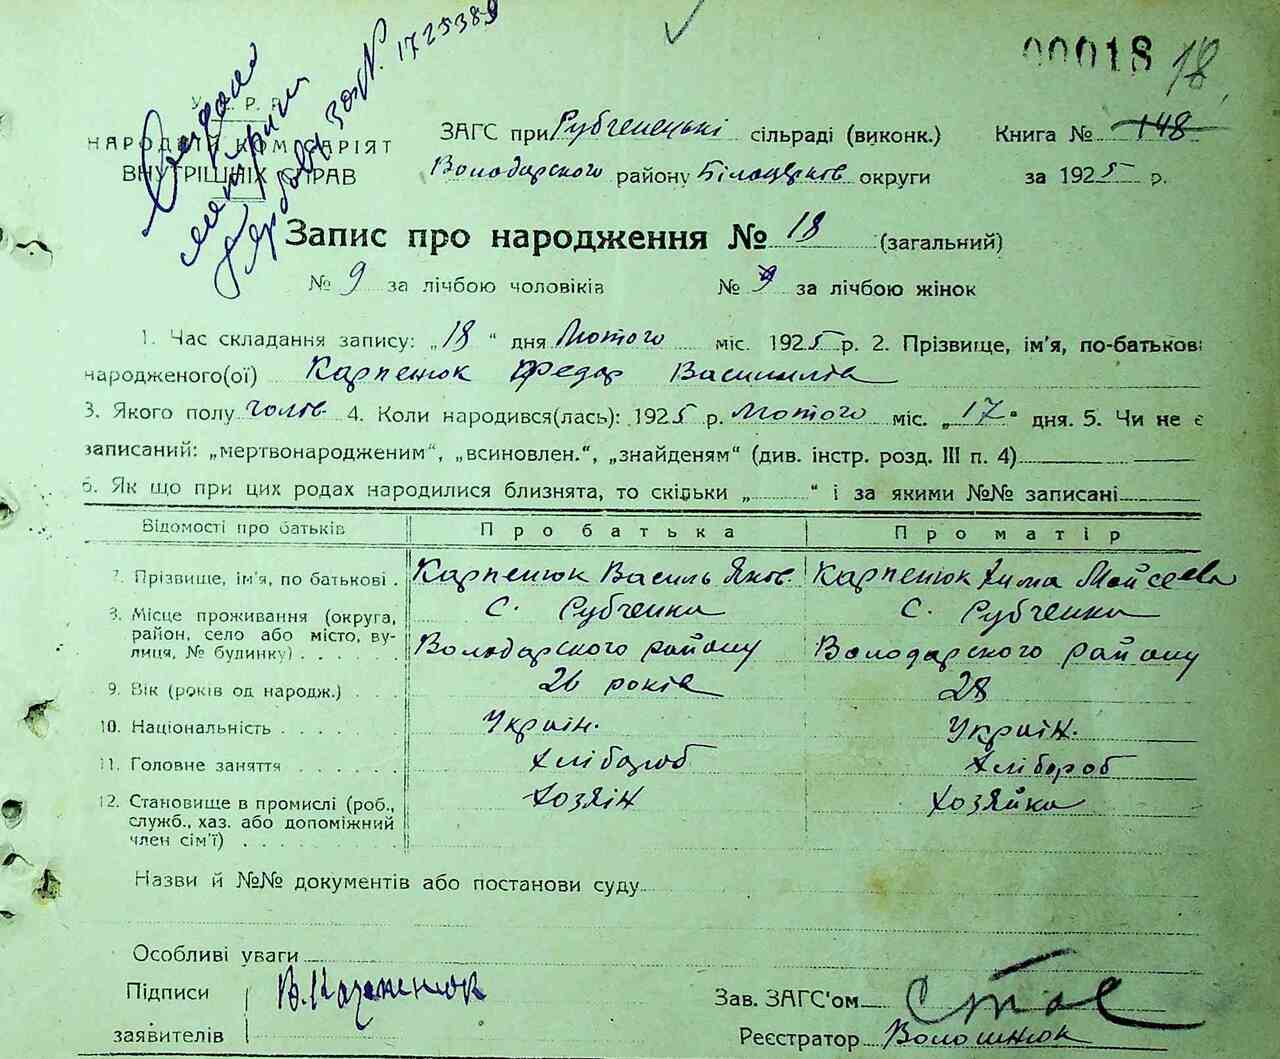 00018 18
№ 1725389
У. Р. Р.
НАРОДНІЙ КОМІСАРІЯТ
ВНУТРІШНІХ СПРАВ
ЗАГС при Рубченецькі сільраді (виконк.) Книга № 148
Володарского району Білоцерков округи за 1925 р.
Запис про народження № 18 (загальний)
№ 9 за лічбою чоловіків № 9 за лічбою жінок
1. Час складання запису: „18“ дня Лютого міс. 1925 р. 2. Прізвище, ім'я, по-батькові
народженого(ої) Карпенюк Федор Васильлів
3. Якого полу чолов 4. Коли народився(лась): 1925 р. Лютого міс. „17“ дня. 5. Чи не є
записаний: „мертвонародженим“, „всиновлен.“, „знайденям“ (див. інстр. розд. III п. 4)
6. Як що при цих родах народилися близнята, то скільки „ “ і за якими №№ записані
Відомості про батьків Про батька Про матір
7. Прізвище, ім'я, по батькові . Карпенюк Василь Яков. Карпенюк Хима Мойсеева
8. Місце проживання (округа, район, село або місто, вулиця, № будинку) . . . . . С. Рубченки С. Рубченки
Володарского району Володарского району
9. Вік (років од народж.) . . . 26 років 28
10. Національність . . . . . Україн. Україн.
11. Головне заняття . . . . . . Хлібороб Хлібороб
12. Становище в промислі (роб., служб., хаз. або допоміжний член сім'ї) . . . . . . . . Хозяїн Хозяйка
Назви й №№ документів або постанови суду
Особливі уваги
Підписи
заявителів
Зав. ЗАГС'ом
Реєстратор Волошнюк